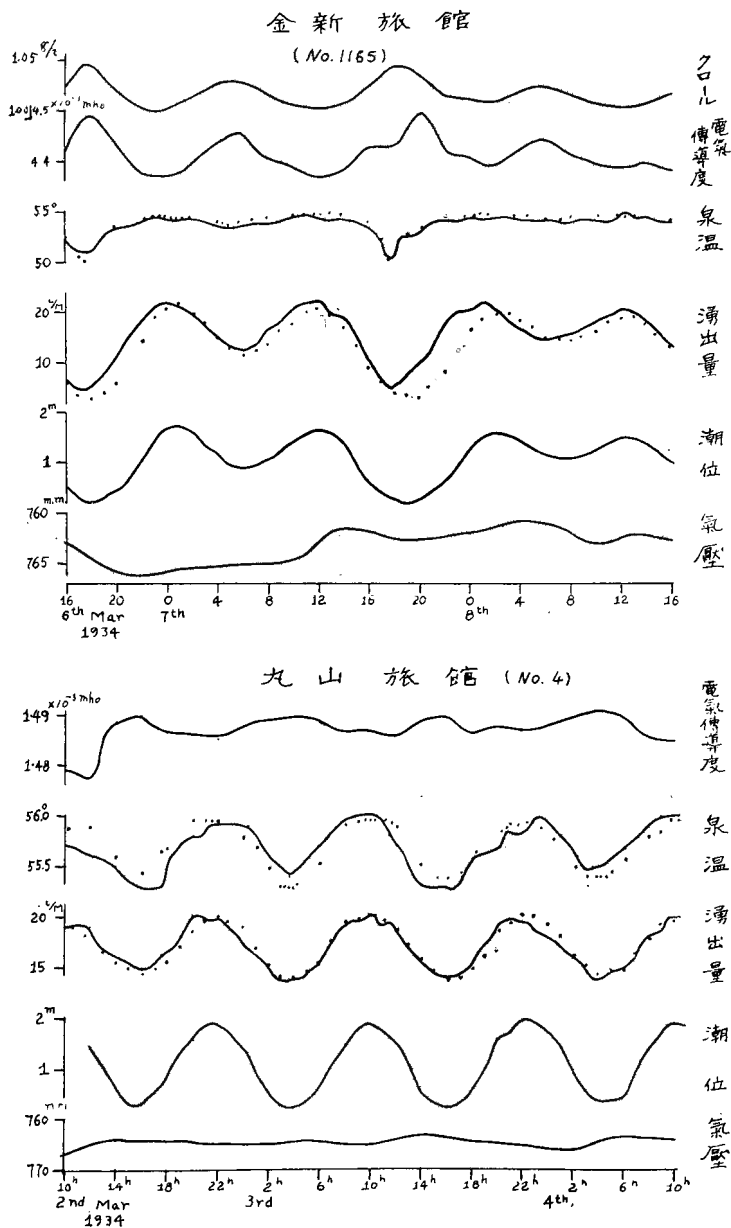 金新旅館
(No. 1165)
1.05 g/ℓ
1.00
クロール
4.5 ×10⁻³ mho
4.4
電氣
傳導度
55°
50
泉温
20 ℓ/M
10
湧出量
2 m
1
潮位
m.m
760
765
氣壓
16 20 0 4 8 12 16 20 0 4 8 12 16
6th Mar 7th 8th
1934
丸山旅館 (No. 4)
1.49 ×10⁻³ mho
1.48
電氣傳導度
56.0°
55.5
泉温
20 ℓ/M
15
湧出量
2 m
1
潮位
m.m
760
770
氣壓
10h 14h 18h 22h 2h 6h 10h 14h 18h 22h 2h 6h 10h
2nd Mar 3rd 4th,
1934